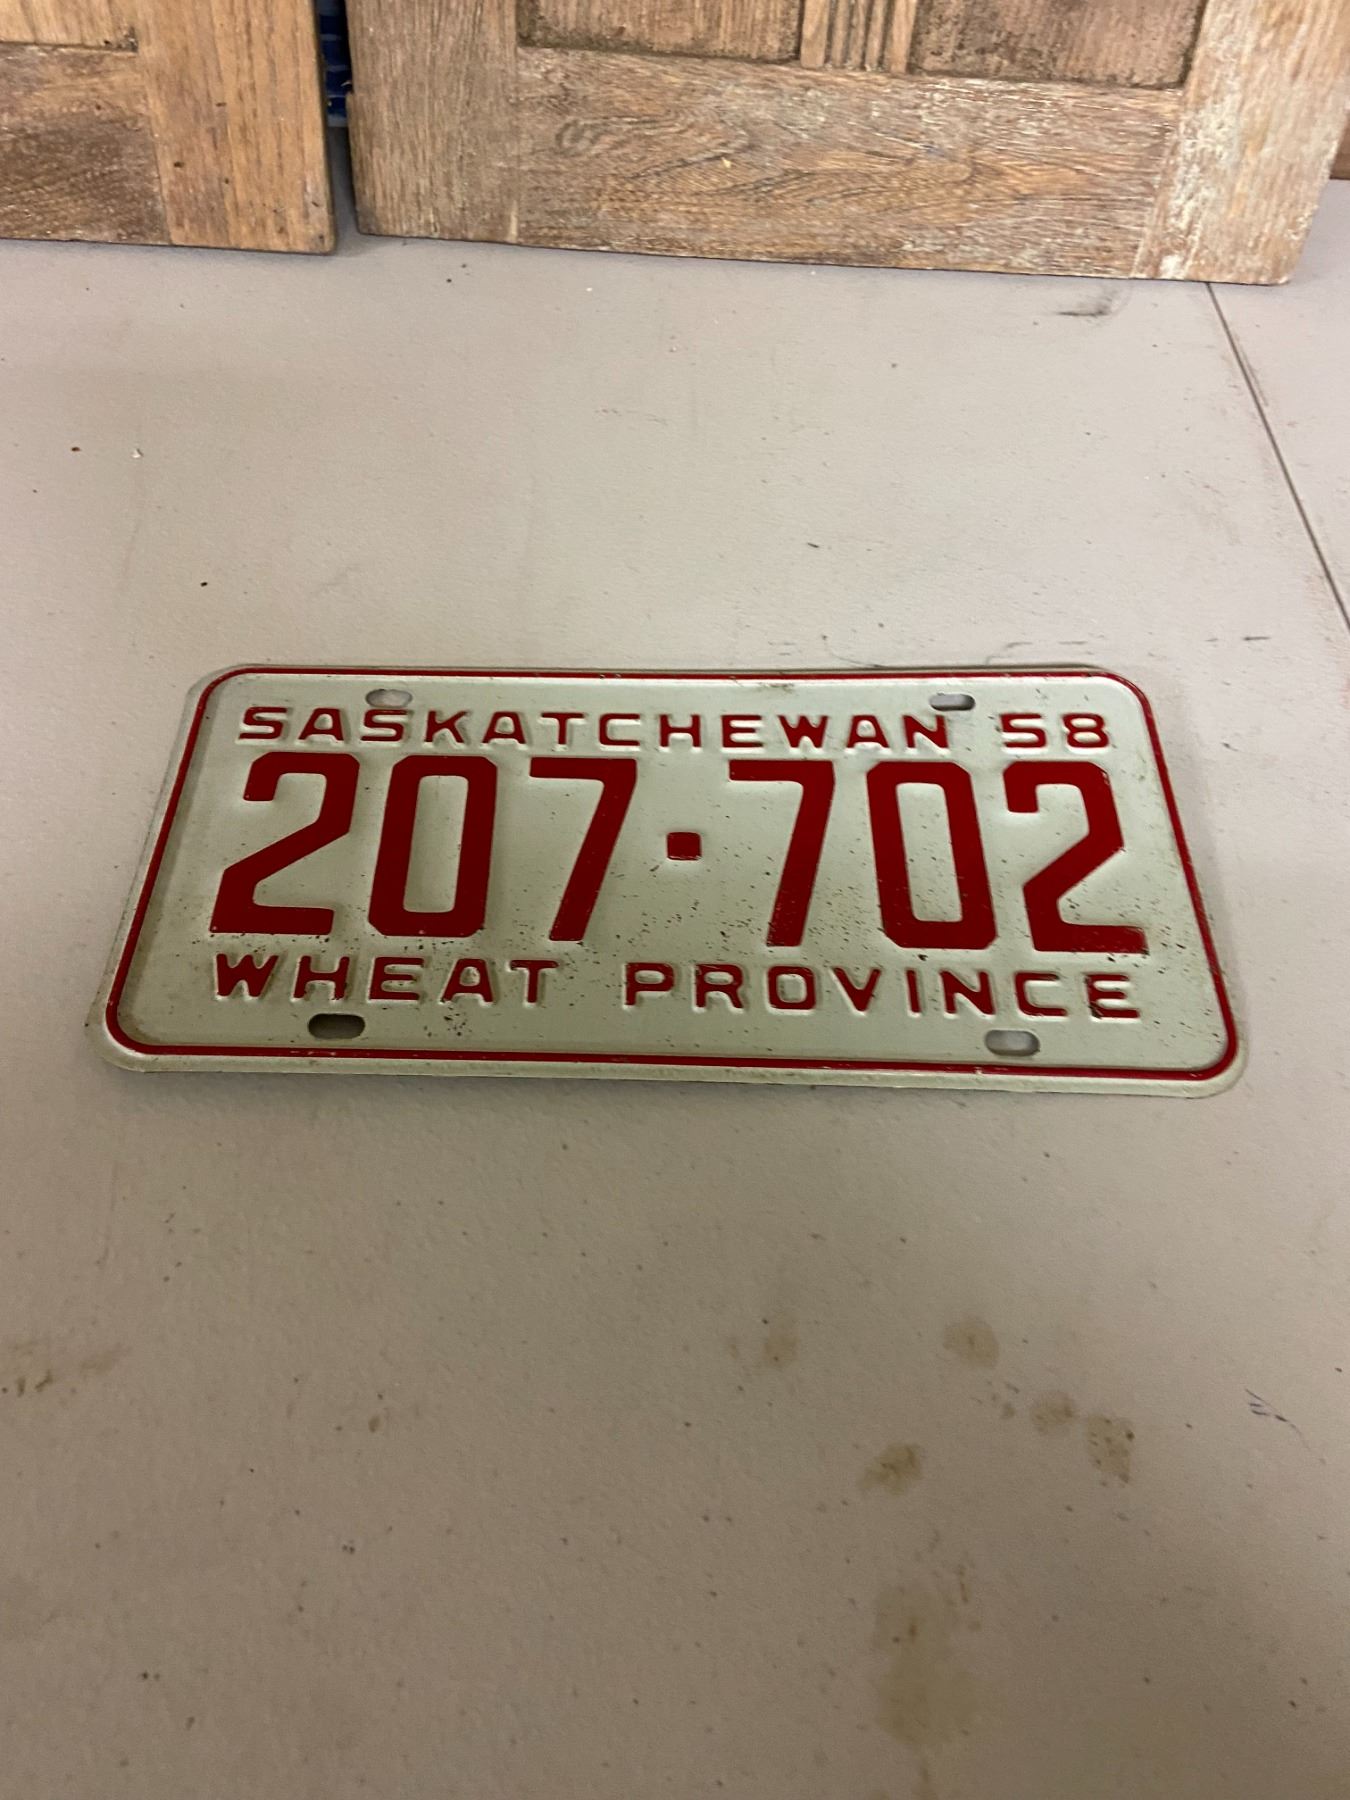 SASKATCHEWAN 58
207·702
WHEAT PROVINCE